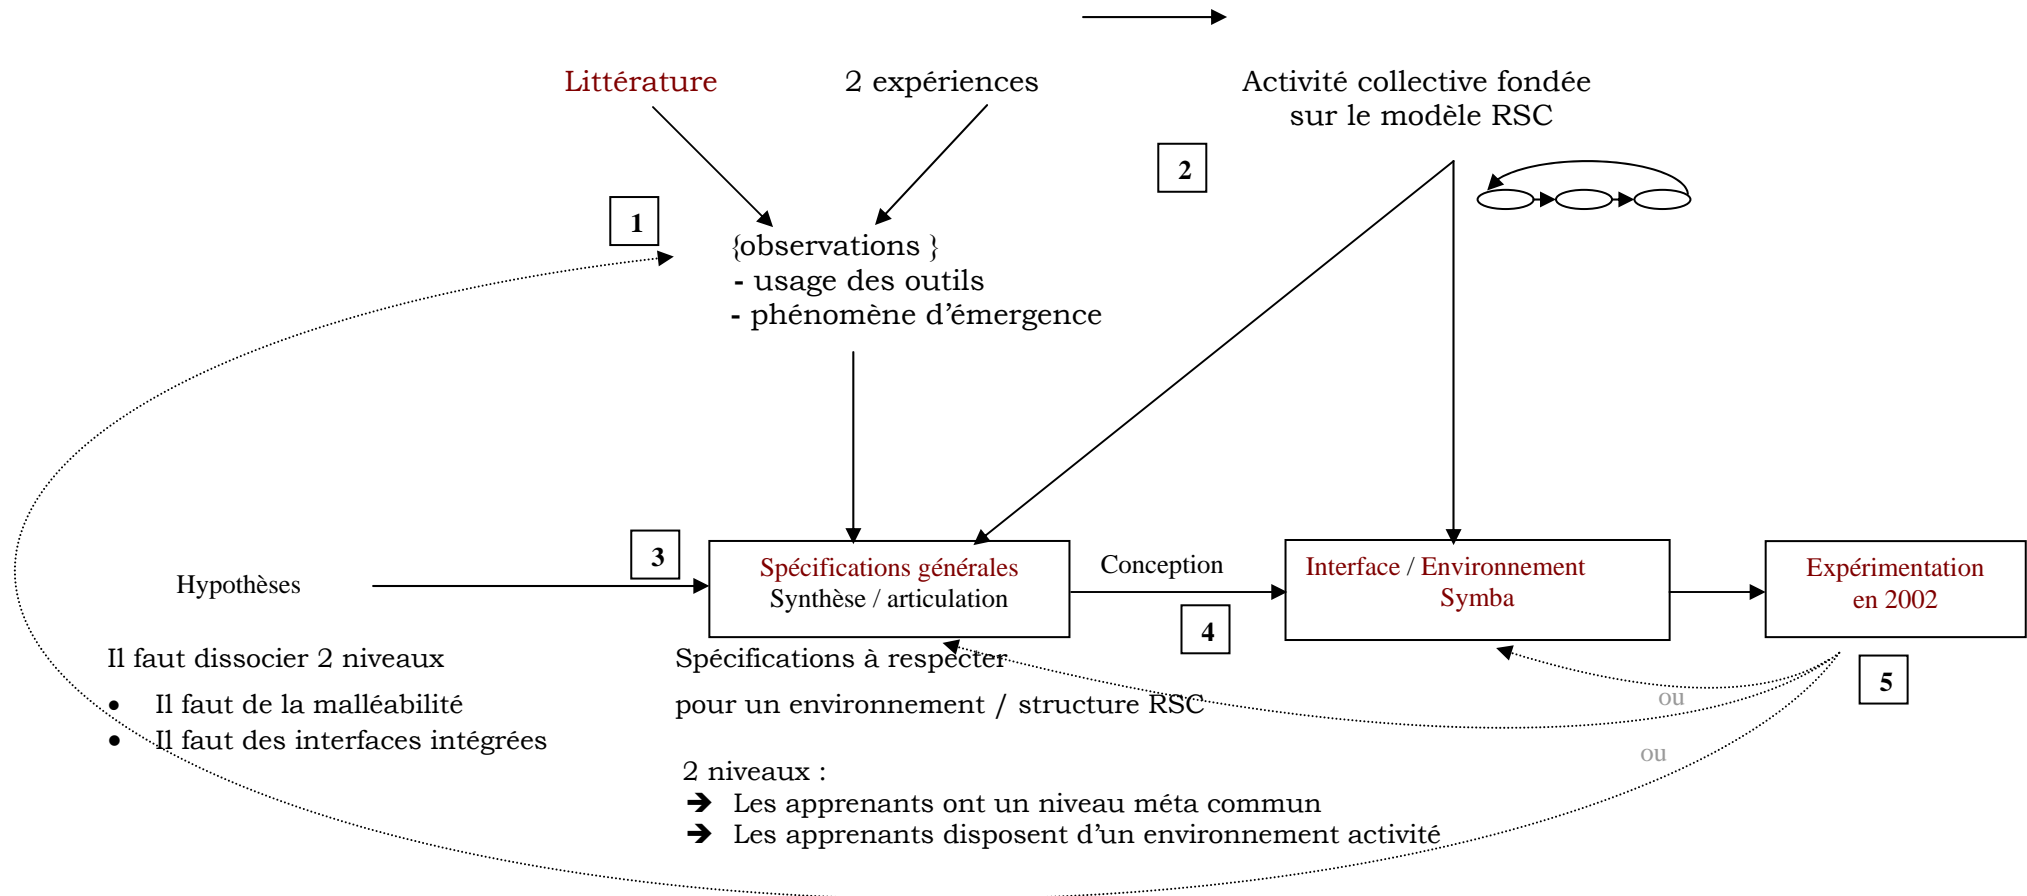 Littérature
2 expériences
Activité collective fondée
sur le modèle RSC
2
1
{observations }
- usage des outils
- phénomène d’émergence
3
Hypothèses
Spécifications générales
Synthèse / articulation
Conception
4
Interface / Environnement
Symba
Expérimentation
en 2002
5
Il faut dissocier 2 niveaux
• Il faut de la malléabilité
• Il faut des interfaces intégrées
Spécifications à respecter
pour un environnement / structure RSC
ou
ou
2 niveaux :
➔ Les apprenants ont un niveau méta commun
➔ Les apprenants disposent d’un environnement activité